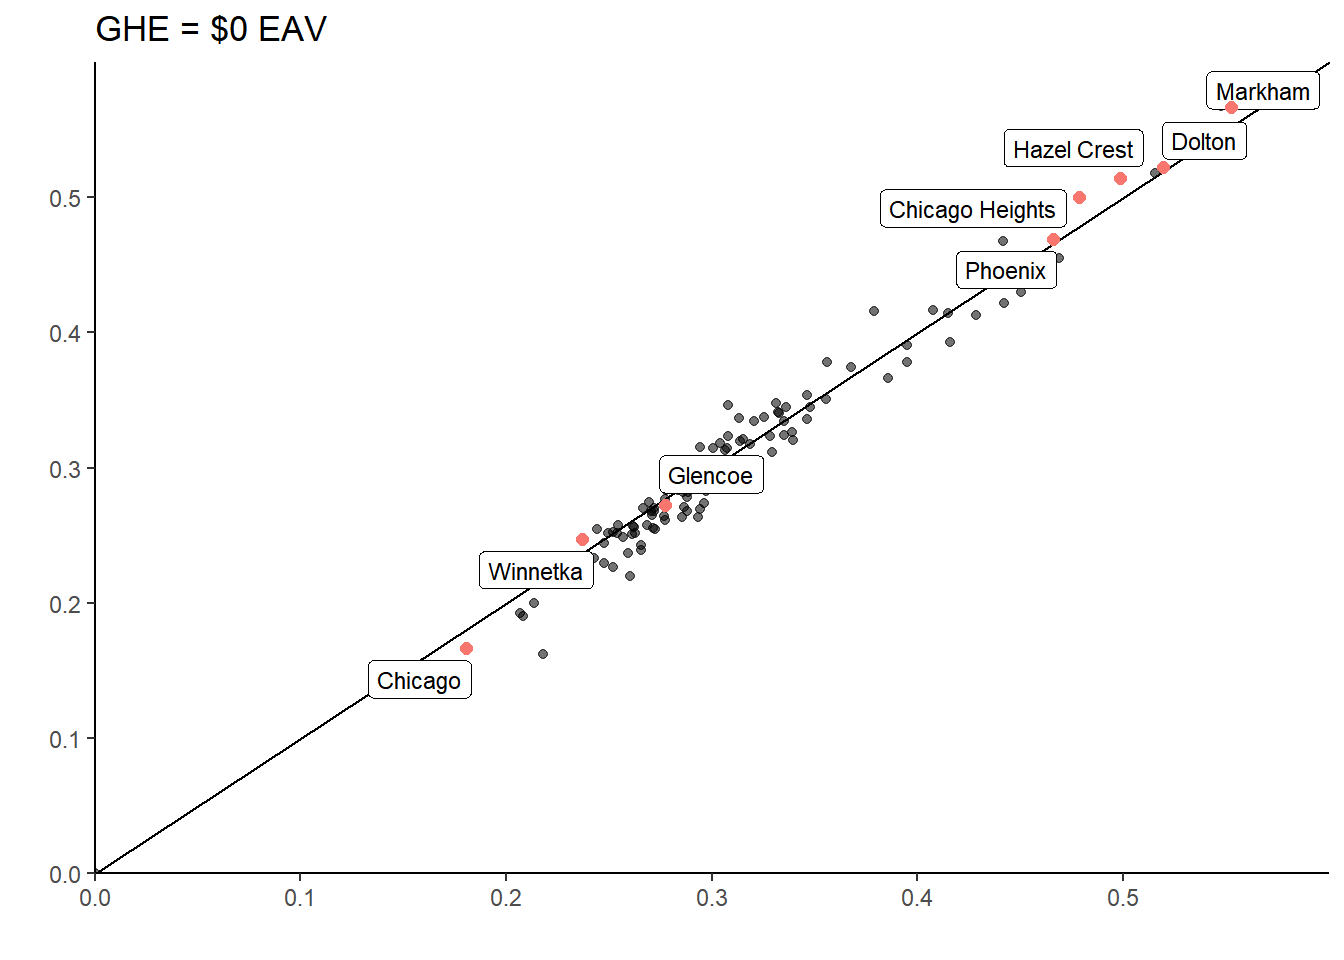 GHE = $0 EAV
Markham
Dolton
Hazel Crest
0.5
Chicago Heights
Phoenix
0.4
0.3
Glencoe
Winnetka
0.2
Chicago
0.1
0.0
0.0 0.1 0.2 0.3 0.4 0.5